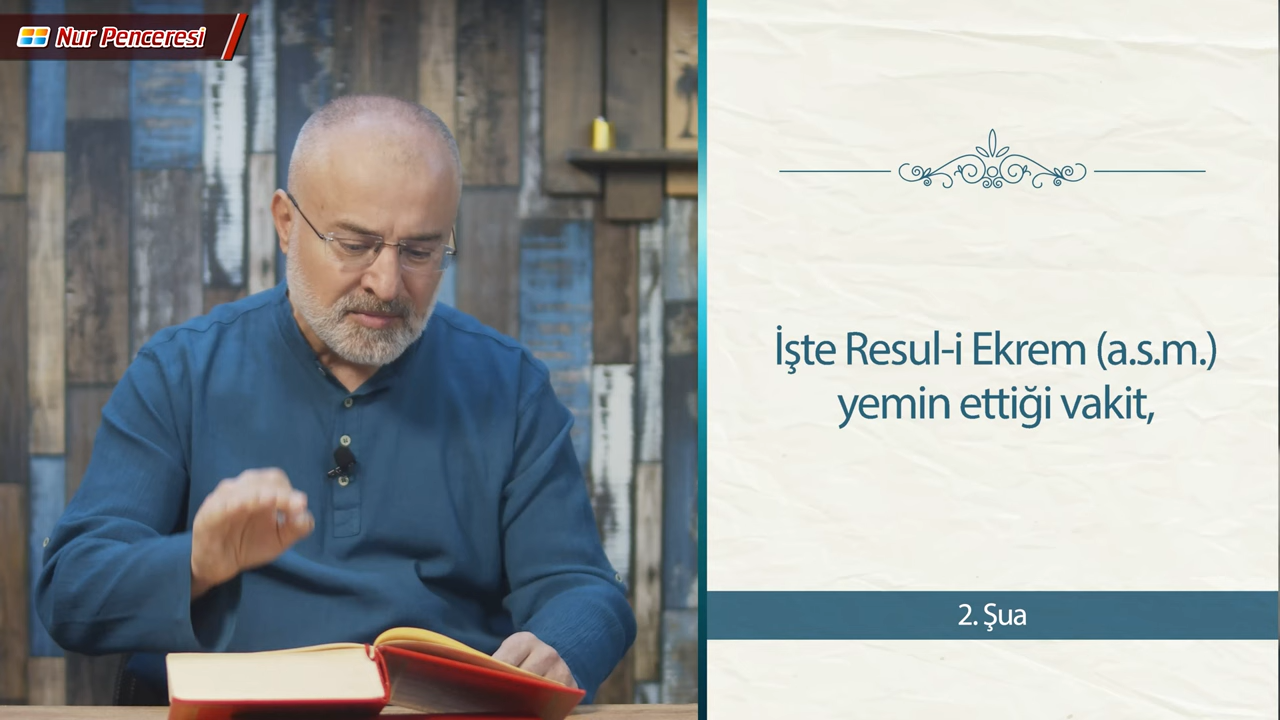 Nur Penceresi
İşte Resul-i Ekrem (a.s.m.)
yemin ettiği vakit,
2. Şua